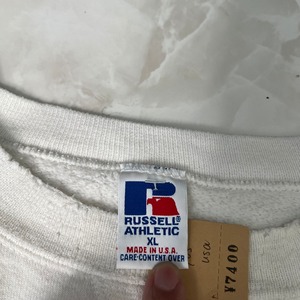 RUSSELL®
ATHLETIC
XL
MADE IN U.S.A.
CARE·CONTENT OVER
usa
¥7400